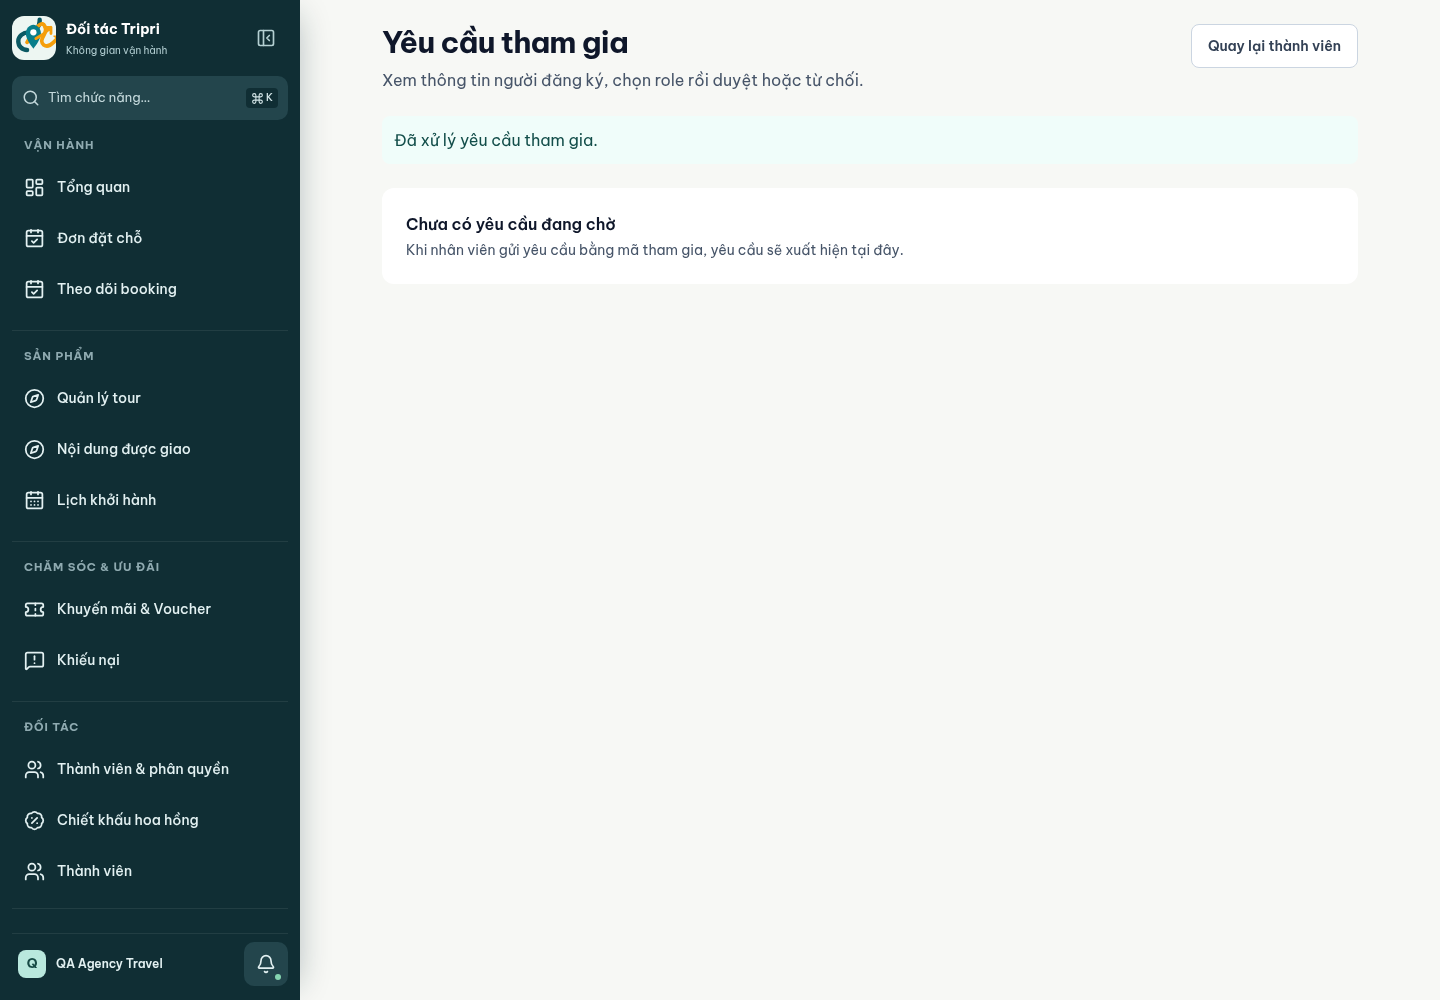 Đối tác Tripri
Không gian vận hành
Tìm chức năng...
⌘ K
VẬN HÀNH
Tổng quan
Đơn đặt chỗ
Theo dõi booking
SẢN PHẨM
Quản lý tour
Nội dung được giao
Lịch khởi hành
CHĂM SÓC & ƯU ĐÃI
Khuyến mãi & Voucher
Khiếu nại
ĐỐI TÁC
Thành viên & phân quyền
Chiết khấu hoa hồng
Thành viên
Q
QA Agency Travel
Yêu cầu tham gia
Quay lại thành viên
Xem thông tin người đăng ký, chọn role rồi duyệt hoặc từ chối.
Đã xử lý yêu cầu tham gia.
Chưa có yêu cầu đang chờ
Khi nhân viên gửi yêu cầu bằng mã tham gia, yêu cầu sẽ xuất hiện tại đây.